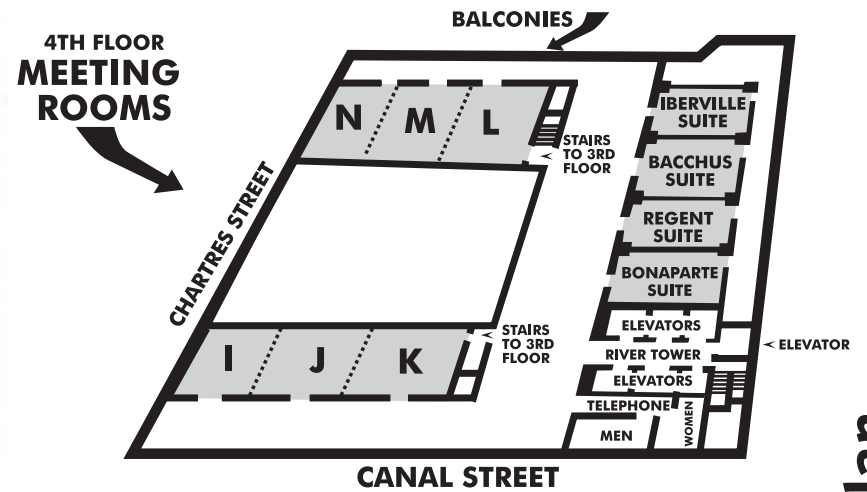 BALCONIES
4TH FLOOR
MEETING
ROOMS
N M L
STAIRS
TO 3RD
FLOOR
IBERVILLE
SUITE
BACCHUS
SUITE
REGENT
SUITE
BONAPARTE
SUITE
CHARTRES STREET
I J K
STAIRS
TO 3RD
FLOOR
ELEVATORS
RIVER TOWER
ELEVATOR
ELEVATORS
TELEPHONE
MEN
WOMEN
CANAL STREET